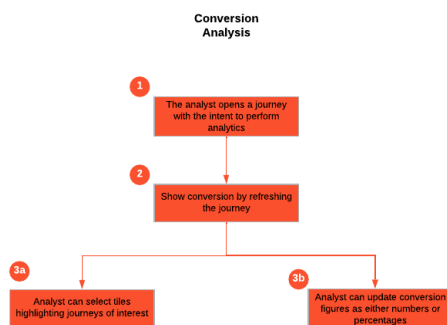 Conversion
Analysis
1
The analyst opens a journey
with the intent to perform
analytics
2
Show conversion by refreshing
the journey
3a
Analyst can select tiles
highlighting journeys of interest
3b
Analyst can update conversion
figures as either numbers or
percentages